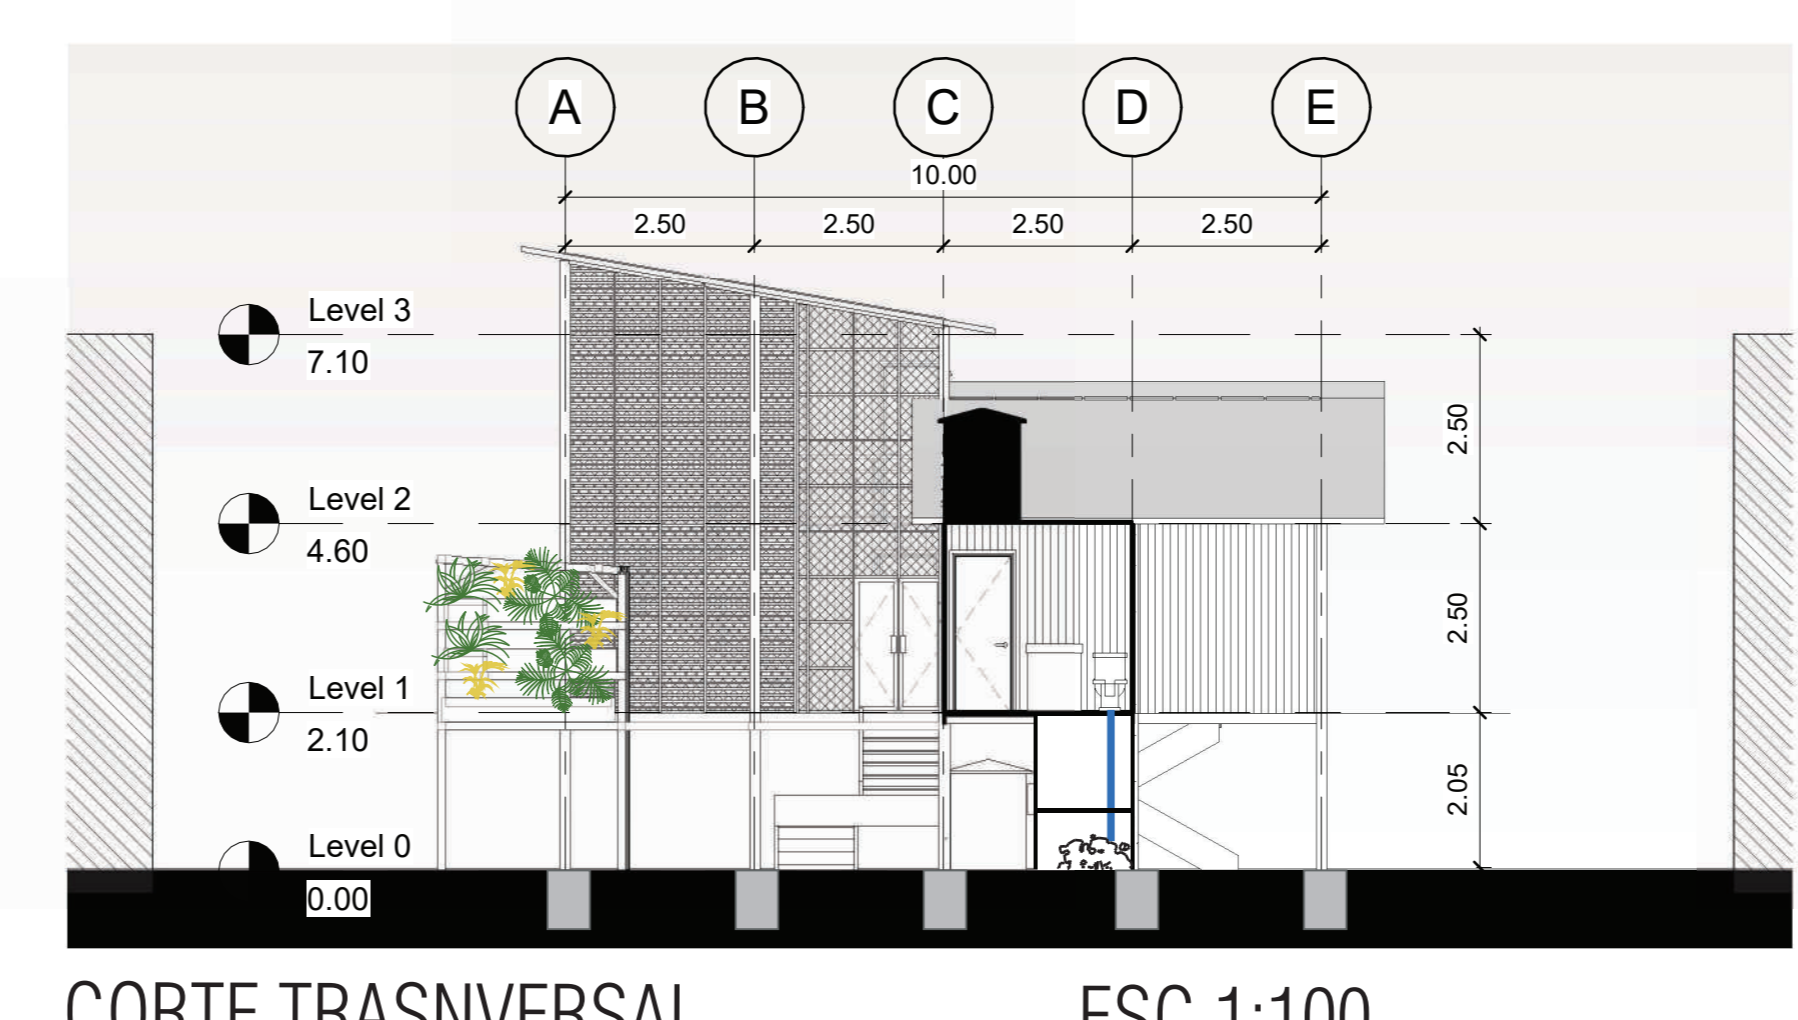 A B C D E
10.00
2.50 2.50 2.50 2.50
Level 3
7.10
2.50
Level 2
4.60
2.50
Level 1
2.10
2.05
Level 0
0.00
CORTE TRASNVERSAL ESC 1:100